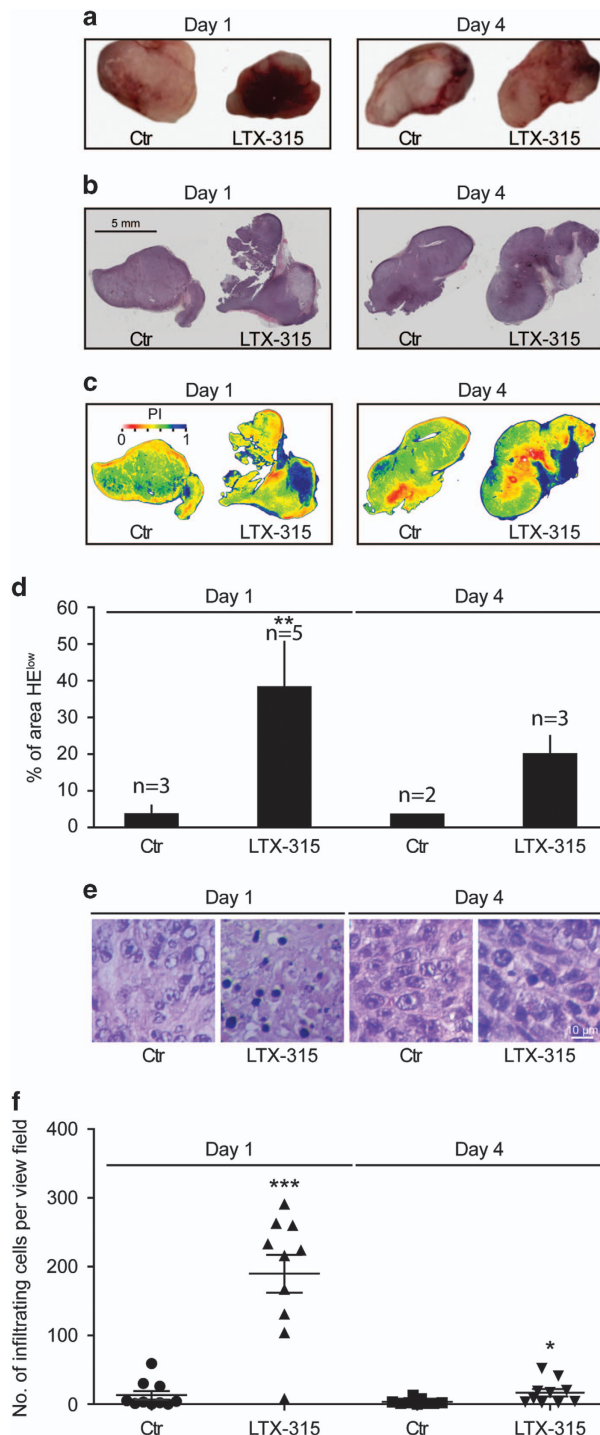 a
Day 1 Day 4
Ctr LTX-315 Ctr LTX-315
b
Day 1 Day 4
5 mm
Ctr LTX-315 Ctr LTX-315
c
Day 1 Day 4
PI
0 1
Ctr LTX-315 Ctr LTX-315
d
Day 1 Day 4
% of area HElow
60
50
40
30
20
10
0
n=3
**
n=5
n=2
n=3
Ctr LTX-315 Ctr LTX-315
e
Day 1 Day 4
10 µm
Ctr LTX-315 Ctr LTX-315
f
Day 1 Day 4
No. of infiltrating cells per view field
400
300
200
100
0
***
*
Ctr LTX-315 Ctr LTX-315